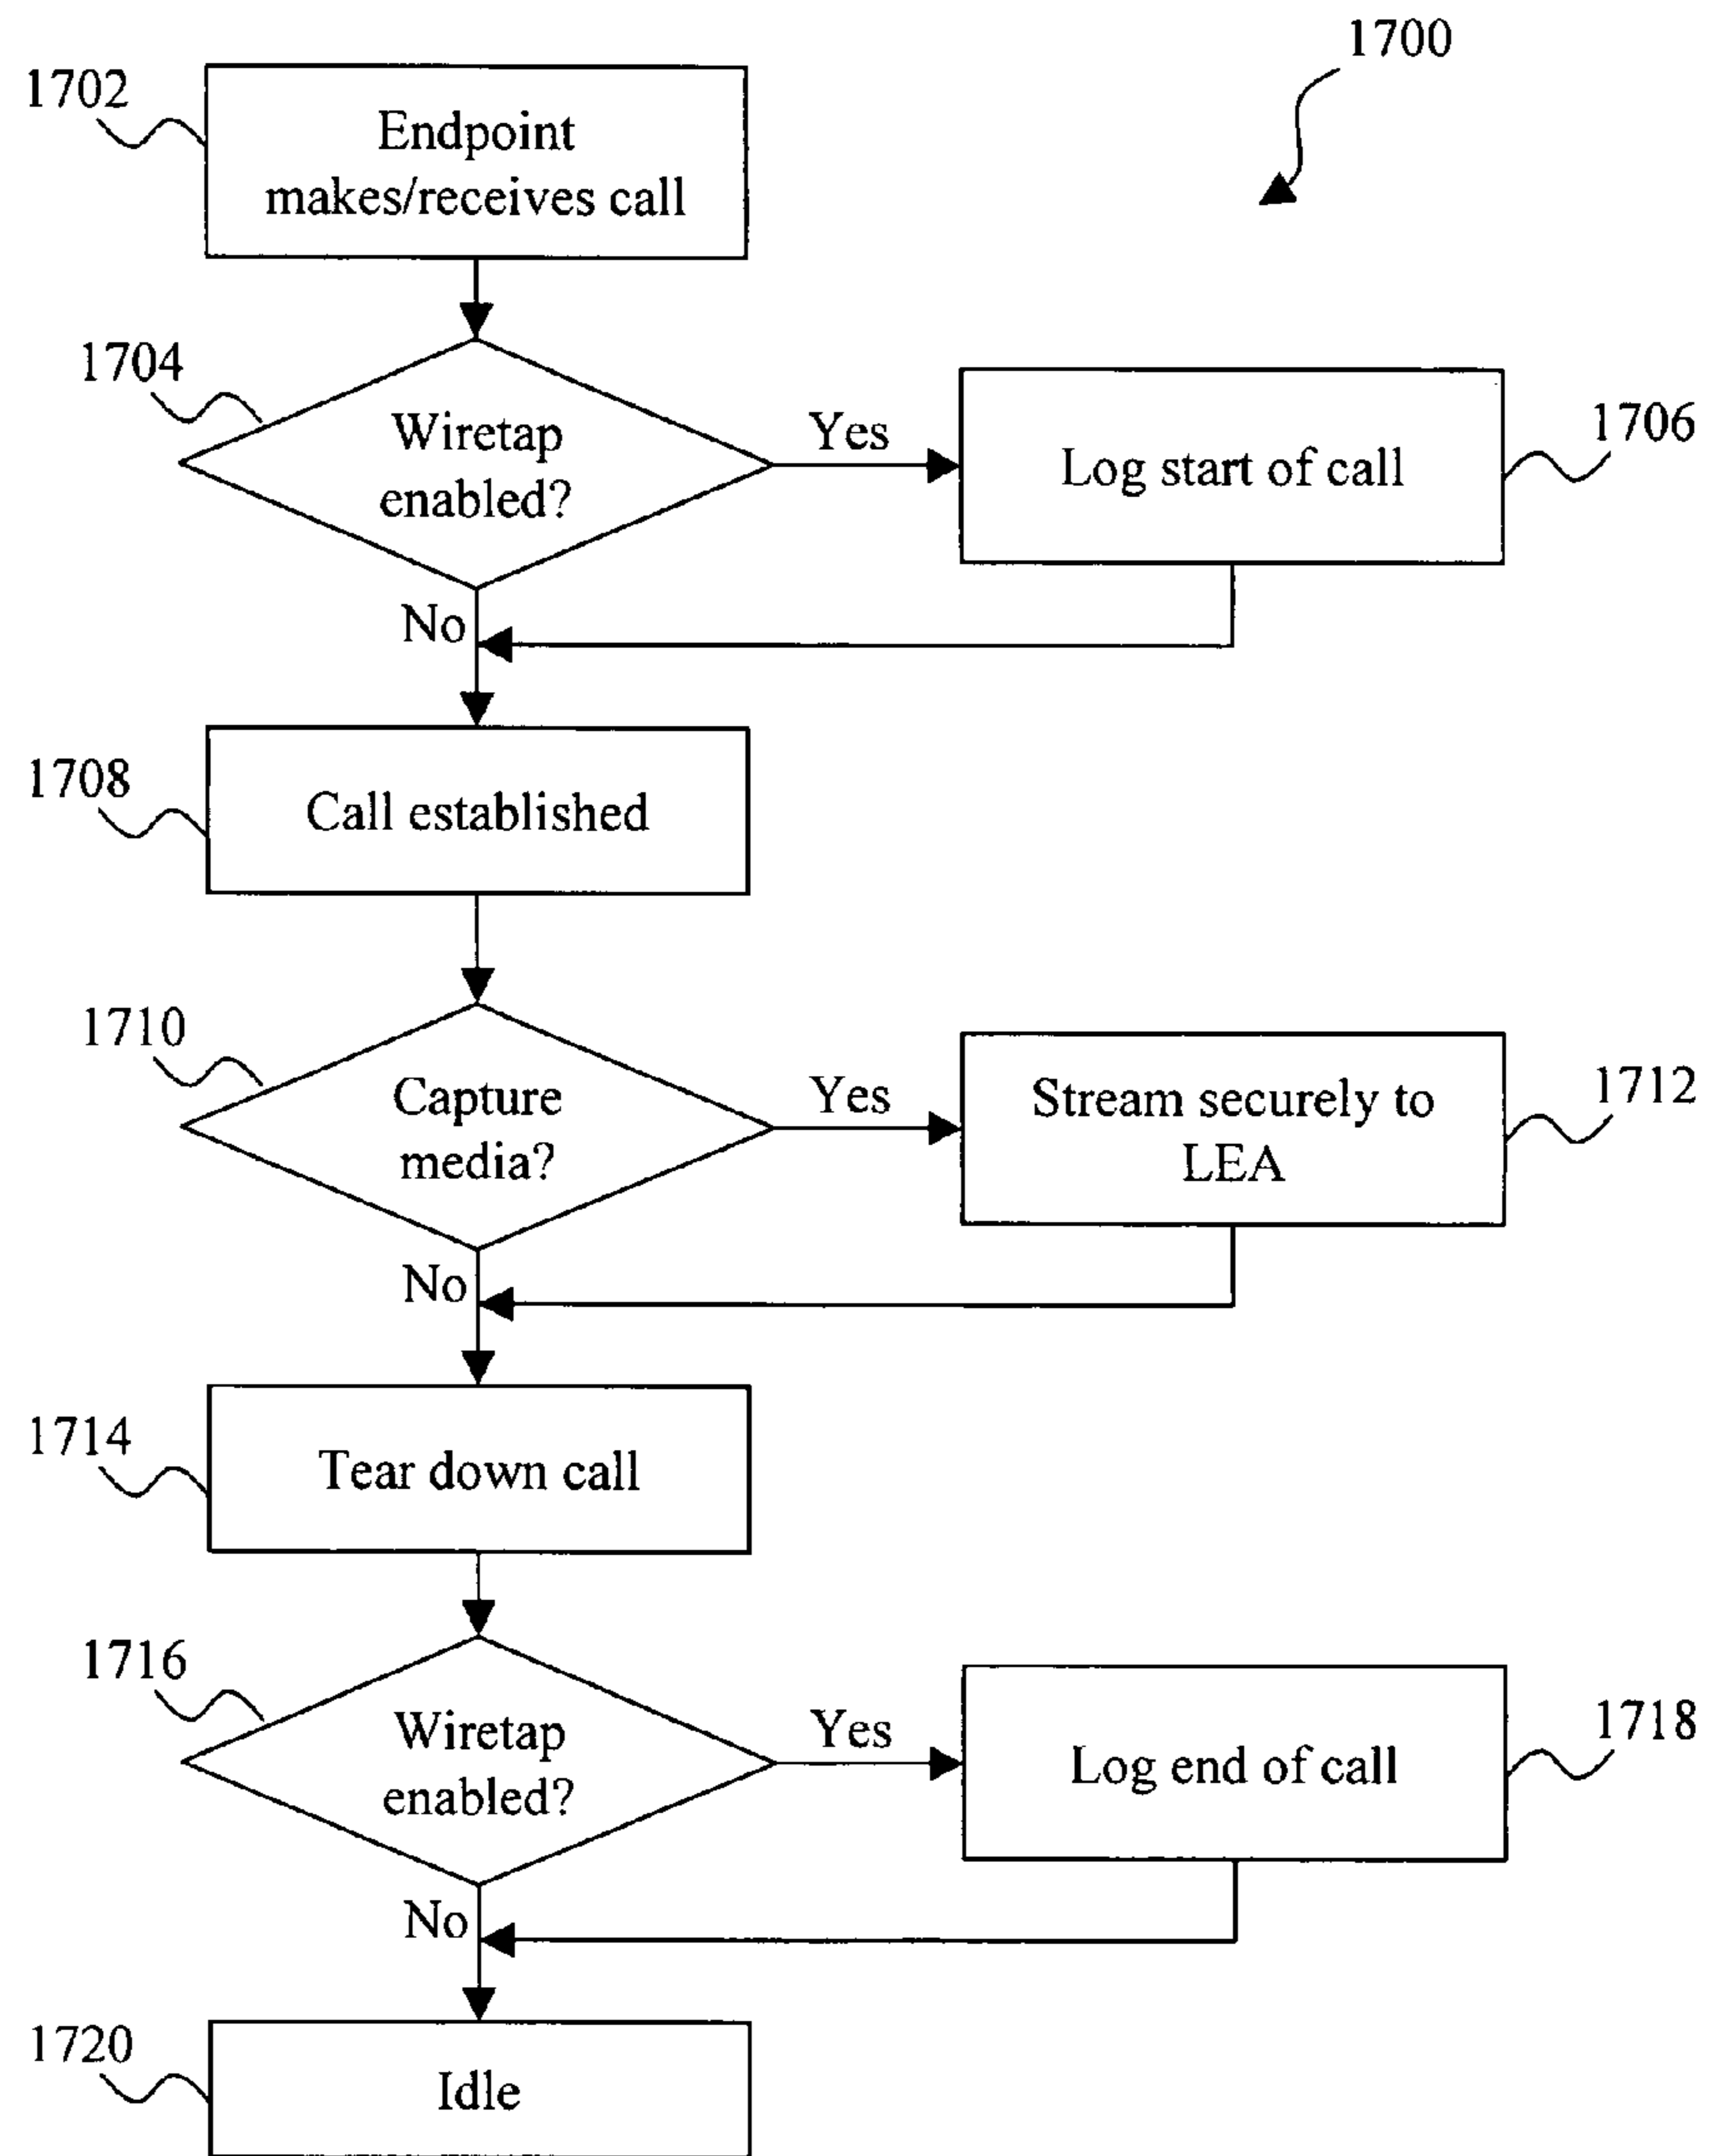 1700
1702
Endpoint
makes/receives call
1704
Wiretap
enabled?
Yes
Log start of call
1706
No
1708
Call established
1710
Capture
media?
Yes
Stream securely to
LEA
1712
No
1714
Tear down call
1716
Wiretap
enabled?
Yes
Log end of call
1718
No
1720
Idle